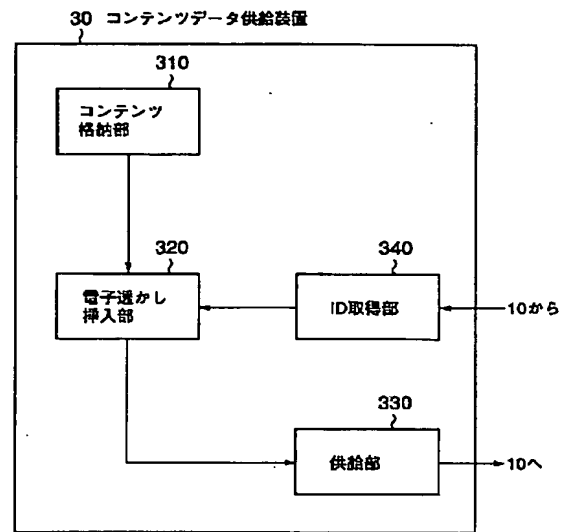 30 コンテンツデータ供給装置
310
コンテンツ
格納部
320
電子透かし
挿入部
340
ID取得部
10から
330
供給部
10へ